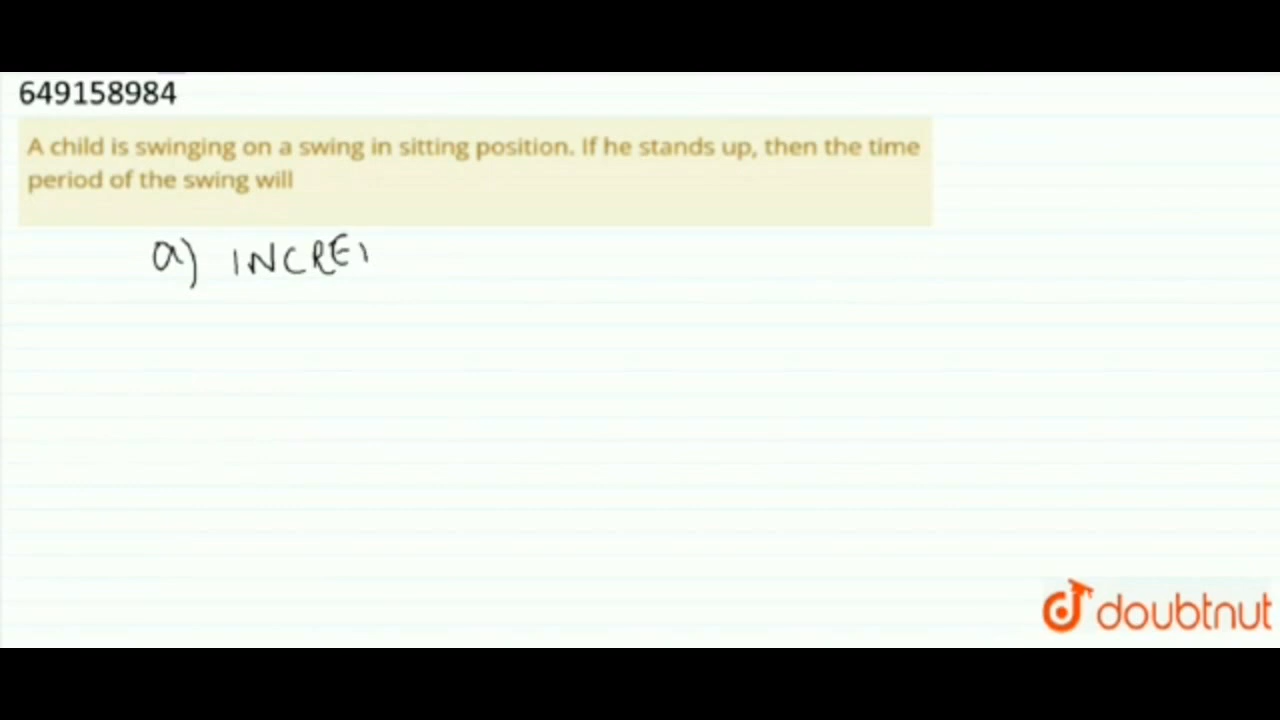 649158984
A child is swinging on a swing in sitting position. If he stands up, then the time
period of the swing will
a) INCRE
doubtnut